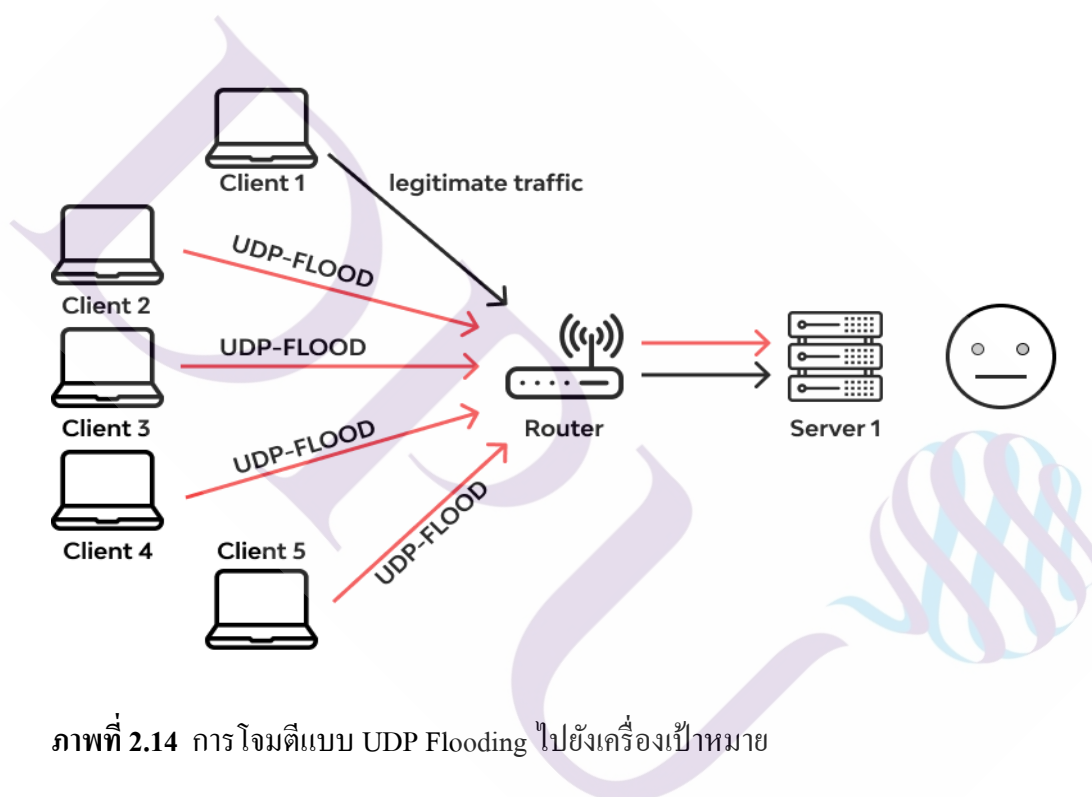 Client 1
legitimate traffic
Client 2
UDP-FLOOD
Client 3
UDP-FLOOD
Client 4
UDP-FLOOD
Client 5
UDP-FLOOD
Router
Server 1
DPU
ภาพที่ 2.14 การโจมตีแบบ UDP Flooding ไปยังเครื่องเป้าหมาย